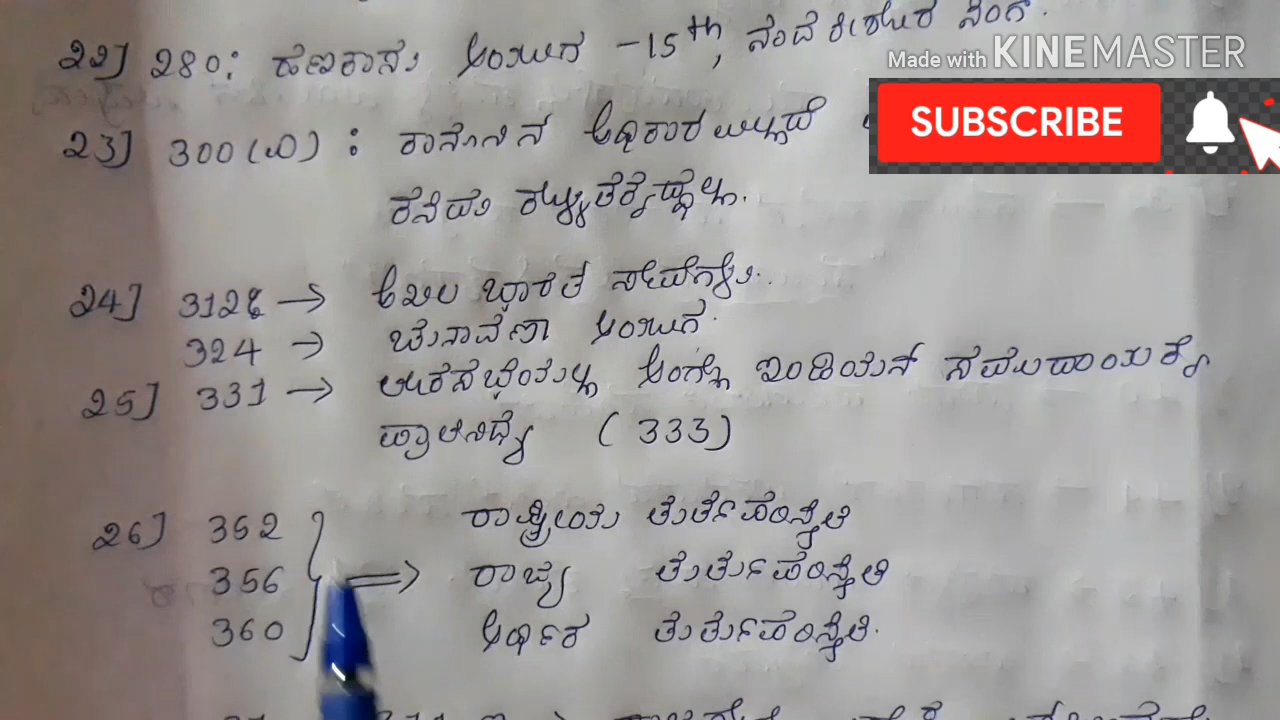 22] 280: ಹಣಕಾಸು ಆಯೋಗ -15th, ನಂದ ಕಿಶೋರ ಸಿಂಗ್.
Made with KINEMASTER
SUBSCRIBE
23] 300(ಎ) : ಕಾನೂನಿನ ಅಧಿಕಾರವಿಲ್ಲದೆ
24] 312 → ಅಖಿಲ ಭಾರತ ಸೇವೆಗಳು.
324 → ಚುನಾವಣಾ ಆಯೋಗ.
25] 331 → ಲೋಕಸಭೆಯಲ್ಲಿ ಆಂಗ್ಲೋ ಇಂಡಿಯನ್ ಸಮುದಾಯಕ್ಕೆ
ಪ್ರಾತಿನಿಧ್ಯ (333)
26] 352 ರಾಷ್ಟ್ರೀಯ ತುರ್ತುಪರಿಸ್ಥಿತಿ
356 ⇒ ರಾಜ್ಯ ತುರ್ತುಪರಿಸ್ಥಿತಿ
360 ಆರ್ಥಿಕ ತುರ್ತುಪರಿಸ್ಥಿತಿ.